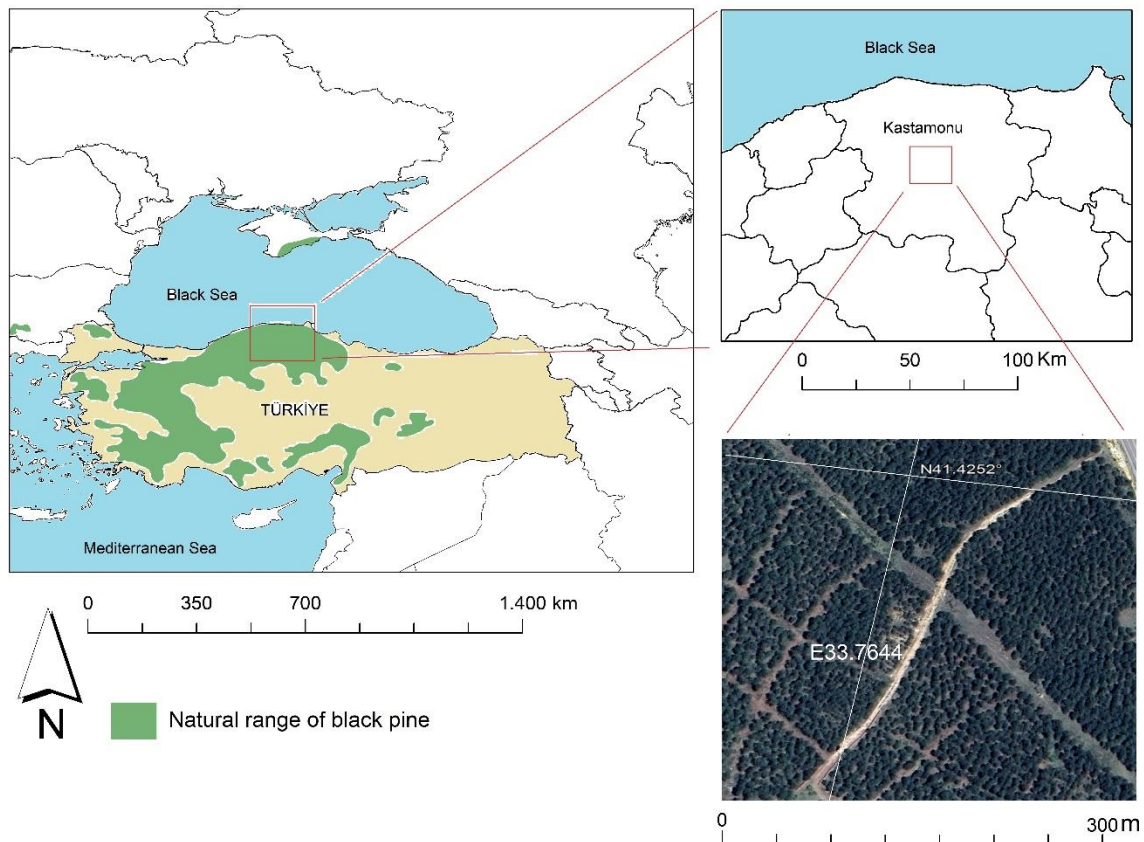 Black Sea
TÜRKİYE
Mediterranean Sea
0 350 700 1.400 km
N
Natural range of black pine
Black Sea
Kastamonu
0 50 100 Km
N41.4252°
E33.7644
0 300 m